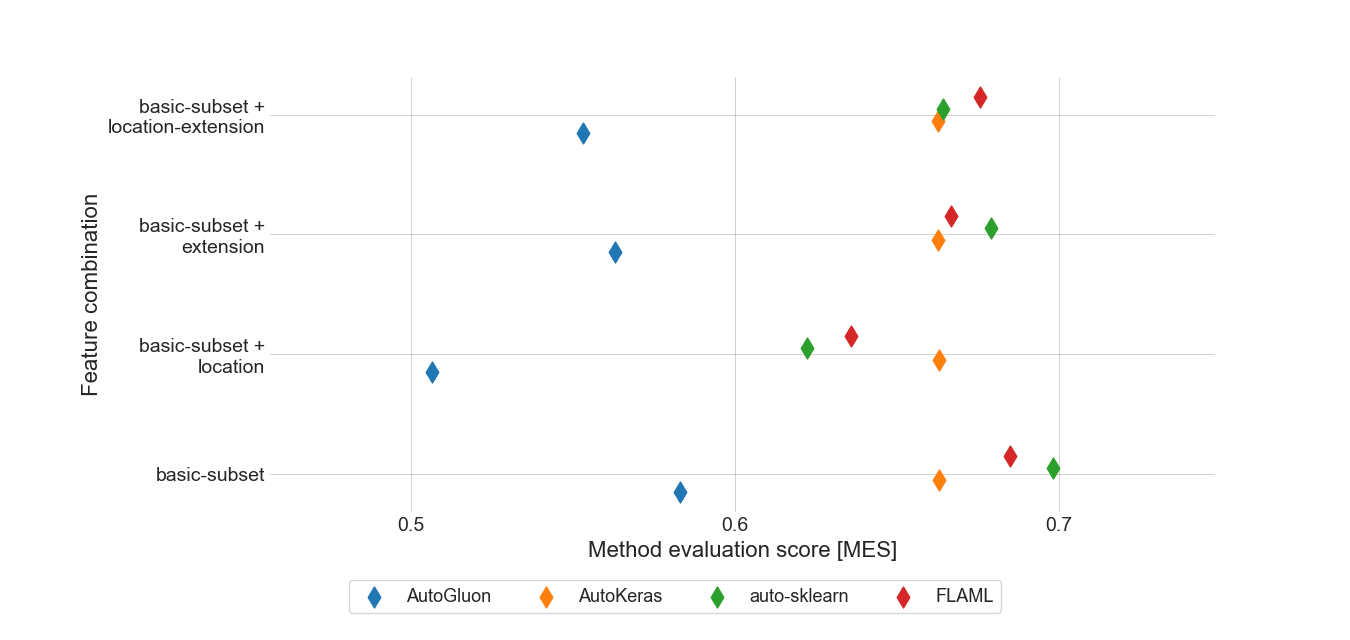 basic-subset +
location-extension
basic-subset +
extension
basic-subset +
location
basic-subset
Feature combination
0.5
0.6
0.7
Method evaluation score [MES]
AutoGluon
AutoKeras
auto-sklearn
FLAML